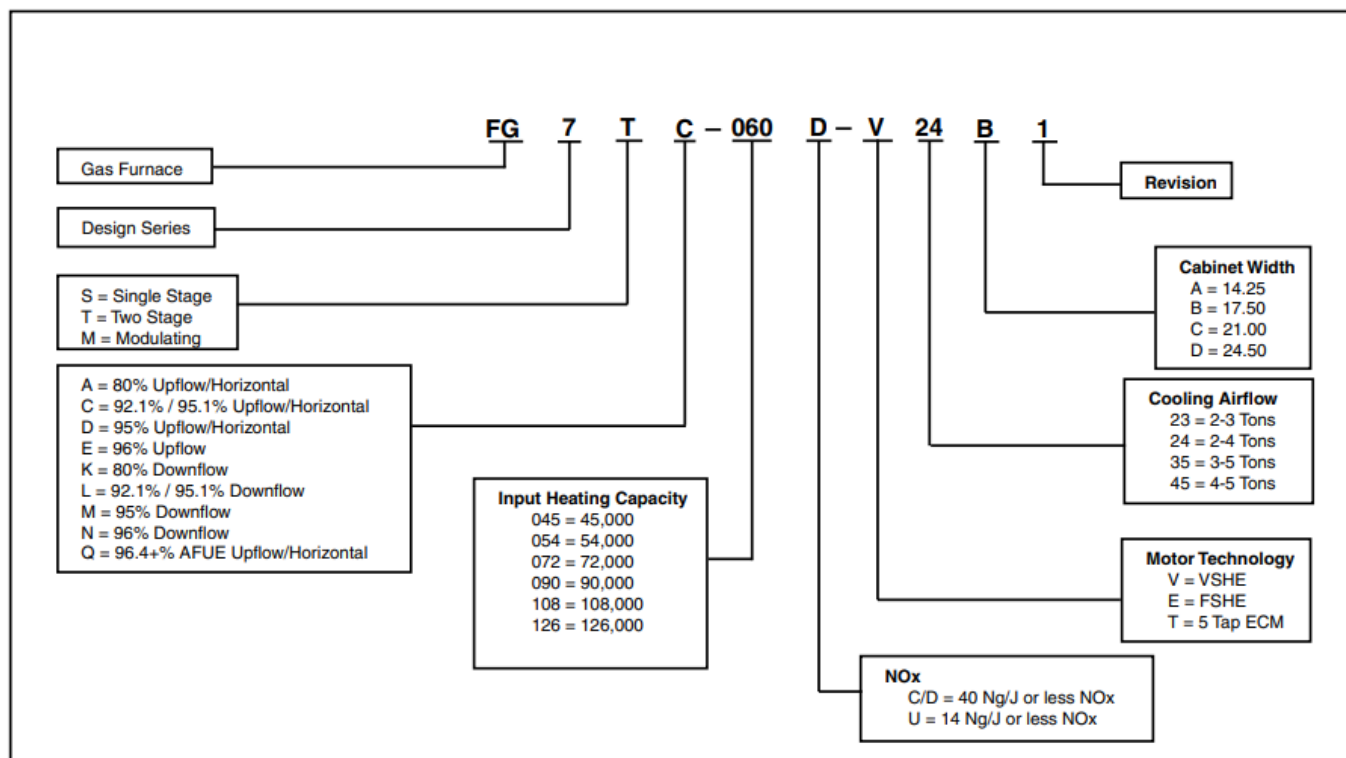 FG 7 T C – 060 D – V 24 B 1
Gas Furnace
Design Series
S = Single Stage
T = Two Stage
M = Modulating
A = 80% Upflow/Horizontal
C = 92.1% / 95.1% Upflow/Horizontal
D = 95% Upflow/Horizontal
E = 96% Upflow
K = 80% Downflow
L = 92.1% / 95.1% Downflow
M = 95% Downflow
N = 96% Downflow
Q = 96.4+% AFUE Upflow/Horizontal
Input Heating Capacity
045 = 45,000
054 = 54,000
072 = 72,000
090 = 90,000
108 = 108,000
126 = 126,000
NOx
C/D = 40 Ng/J or less NOx
U = 14 Ng/J or less NOx
Motor Technology
V = VSHE
E = FSHE
T = 5 Tap ECM
Cooling Airflow
23 = 2-3 Tons
24 = 2-4 Tons
35 = 3-5 Tons
45 = 4-5 Tons
Cabinet Width
A = 14.25
B = 17.50
C = 21.00
D = 24.50
Revision